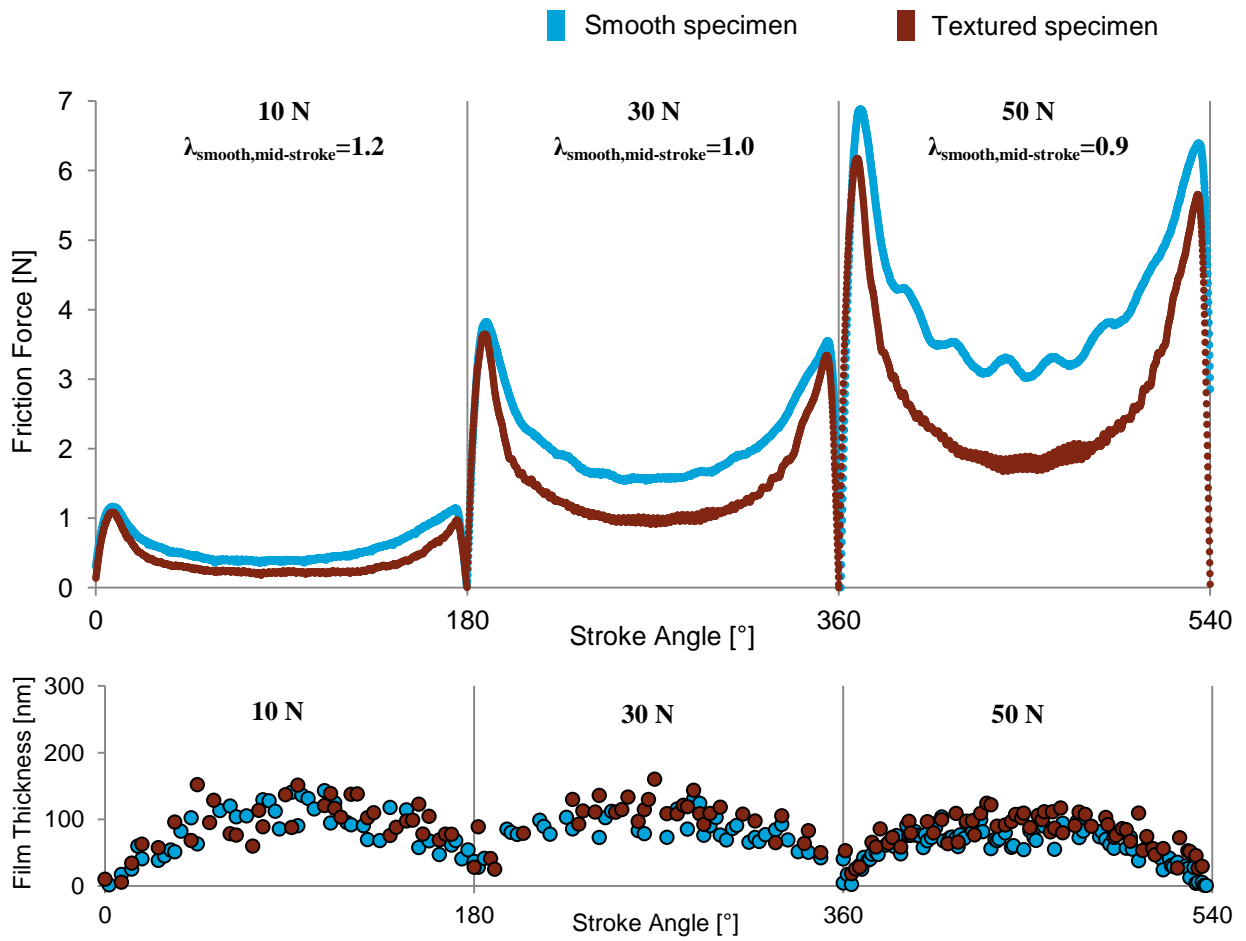 Smooth specimen
Textured specimen
Friction Force [N]
7
6
5
4
3
2
1
0
10 N
λsmooth,mid-stroke=1.2
30 N
λsmooth,mid-stroke=1.0
50 N
λsmooth,mid-stroke=0.9
0
180
360
540
Stroke Angle [°]
Film Thickness [nm]
300
200
100
0
10 N
30 N
50 N
0
180
360
540
Stroke Angle [°]